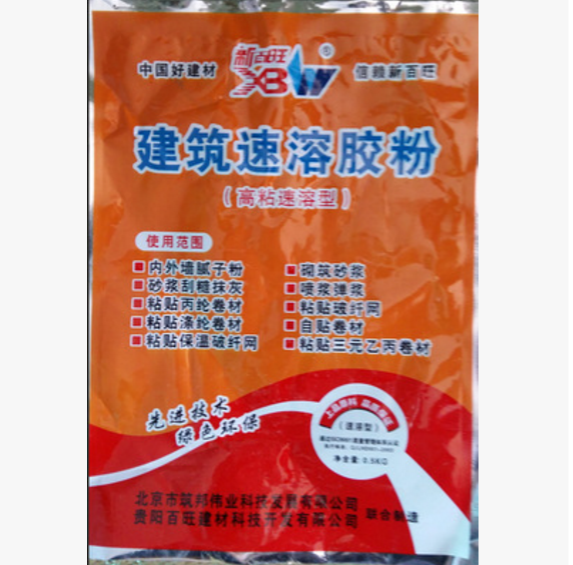 中国好建材
新百旺
XBW
®
信赖新百旺
建筑速溶胶粉
(高粘速溶型)
使用范围
内外墙腻子粉
砂浆刮糙抹灰
粘贴丙纶卷材
粘贴涤纶卷材
粘贴保温玻纤网
砌筑砂浆
喷浆弹浆
粘贴玻纤网
自贴卷材
粘贴三元乙丙卷材
先进技术
绿色环保
(速溶型)
净含量:0.5KG
北京市筑邦伟业科技发展有限公司
贵阳百旺建材科技开发有限公司
联合制造